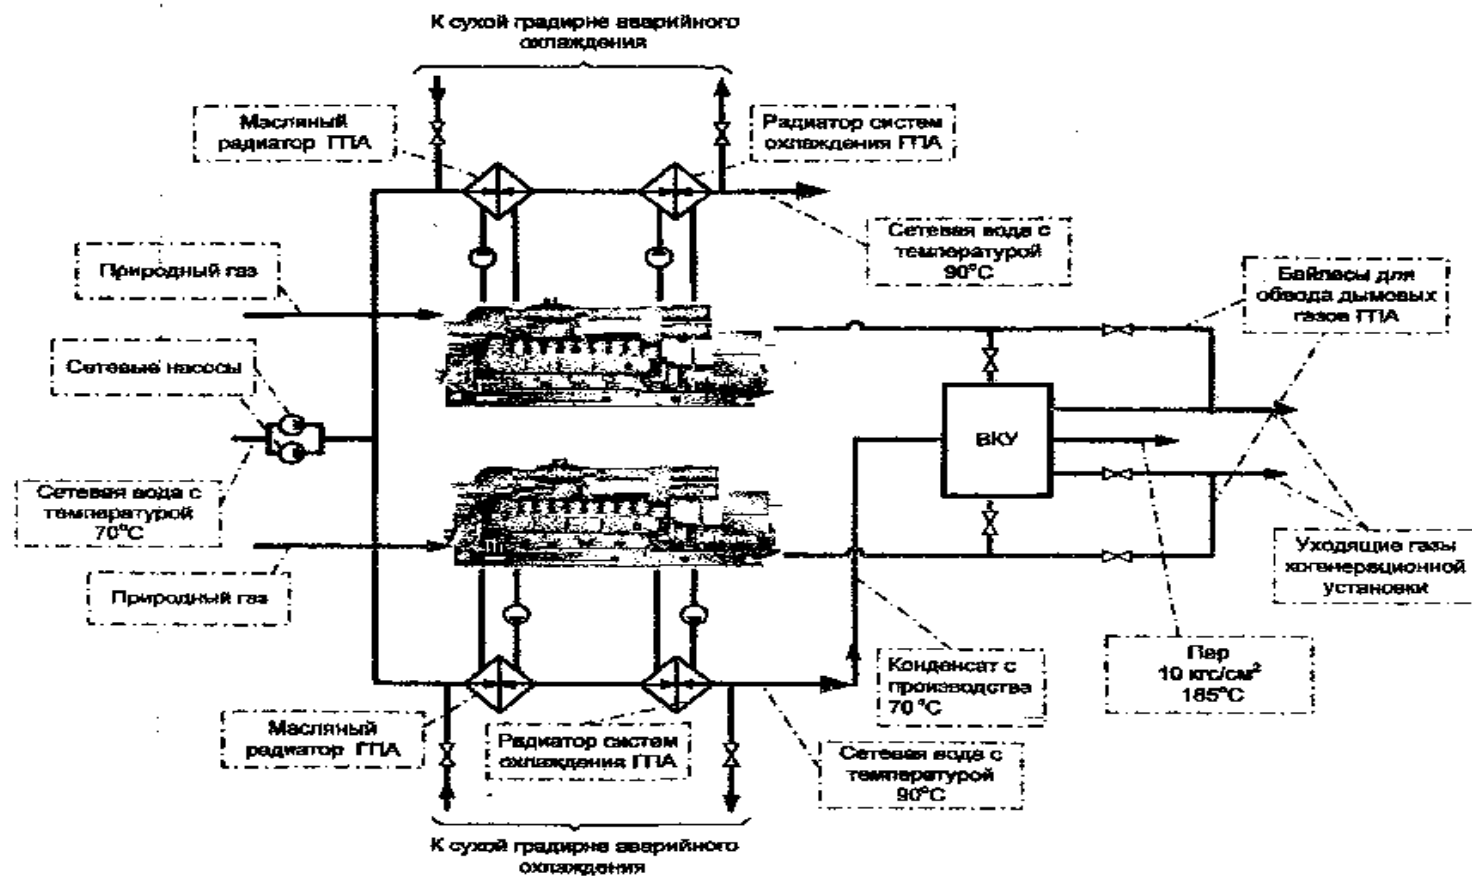 К сухой градирне аварийного
охлаждения
Масляный
радиатор ГПА
Радиатор систем
охлаждения ГПА
Сетевая вода с
температурой
90°С
Природный газ
Байпасы для
обвода дымовых
газов ГПА
Сетевые насосы
ВКУ
Сетевая вода с
температурой
70°С
Уходящие газы
когенерационной
установки
Природный газ
Пар
10 кгс/см²
185°С
Конденсат с
производства
70 °С
Масляный
радиатор ГПА
Радиатор систем
охлаждения ГПА
Сетевая вода с
температурой
90°С
К сухой градирне аварийного
охлаждения